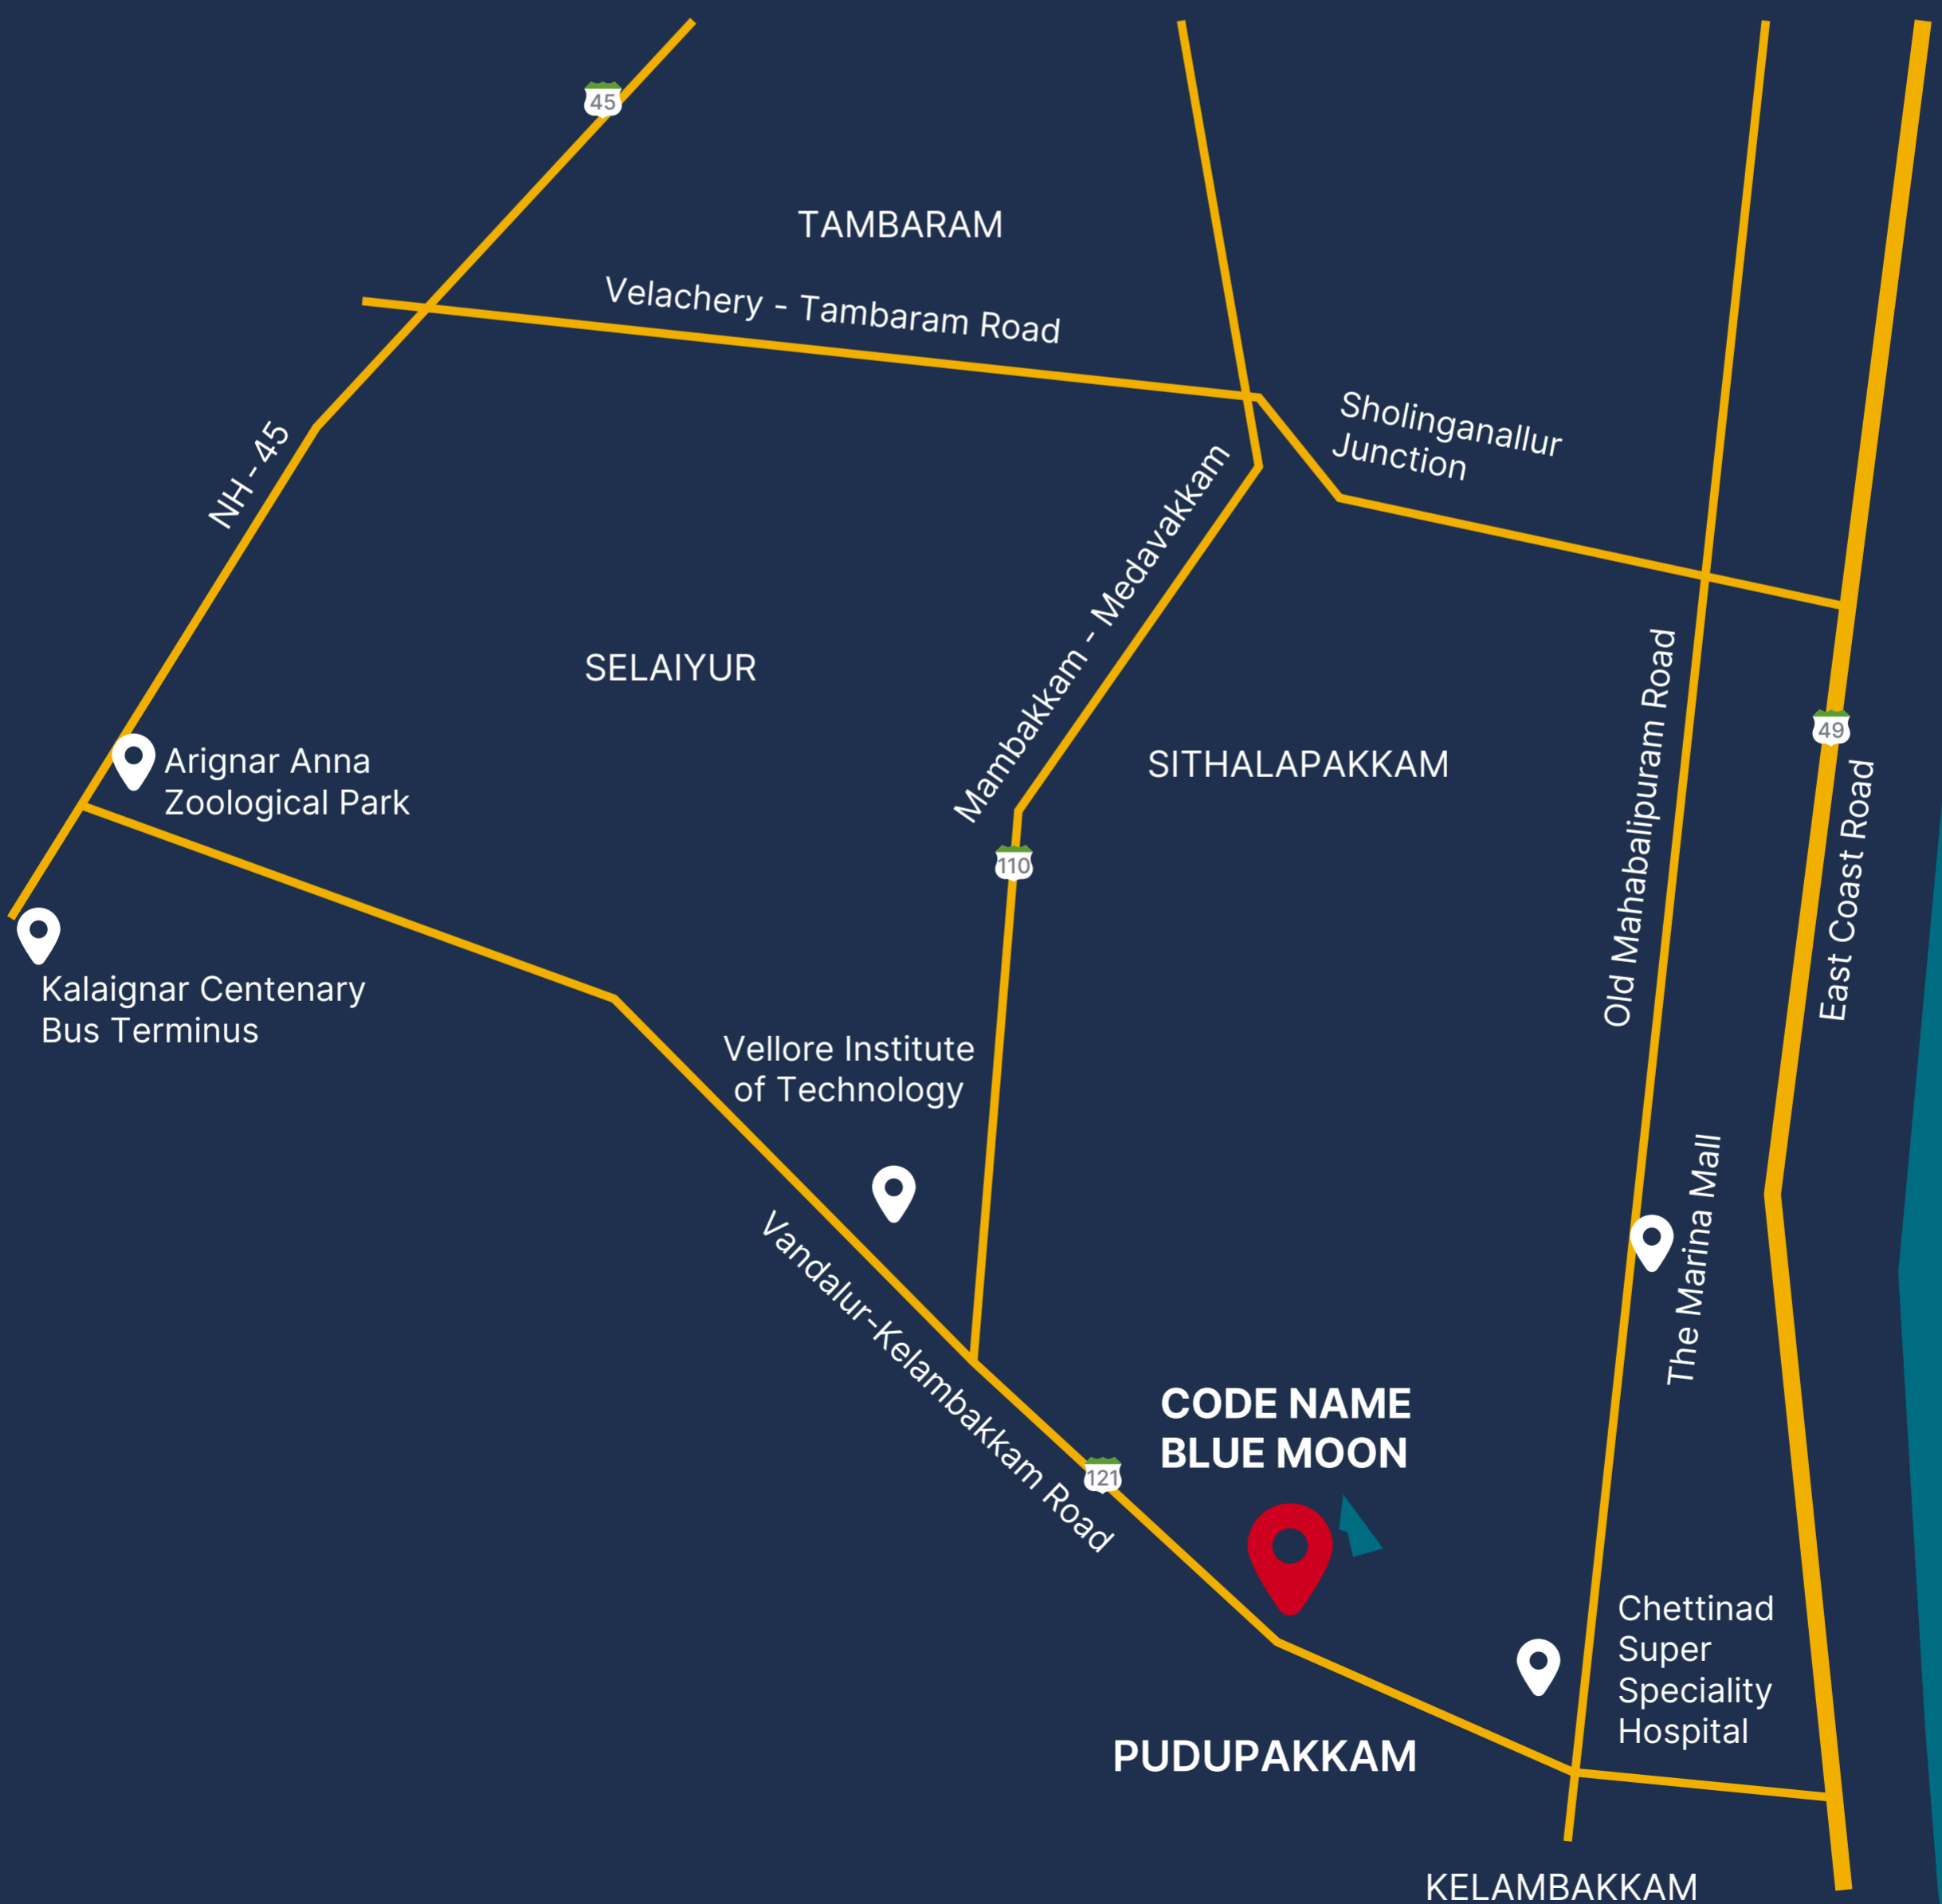 45
TAMBARAM
Velachery - Tambaram Road
Sholinganallur
Junction
NH - 45
Mambakkam - Medavakkam
SELAIYUR
Old Mahabalipuram Road
49
Arignar Anna
Zoological Park
SITHALAPAKKAM
East Coast Road
110
Kalaignar Centenary
Bus Terminus
Vellore Institute
of Technology
The Marina Mall
Vandalur-Kelambakkam Road
CODE NAME
BLUE MOON
121
Chettinad
Super
Speciality
Hospital
PUDUPAKKAM
KELAMBAKKAM